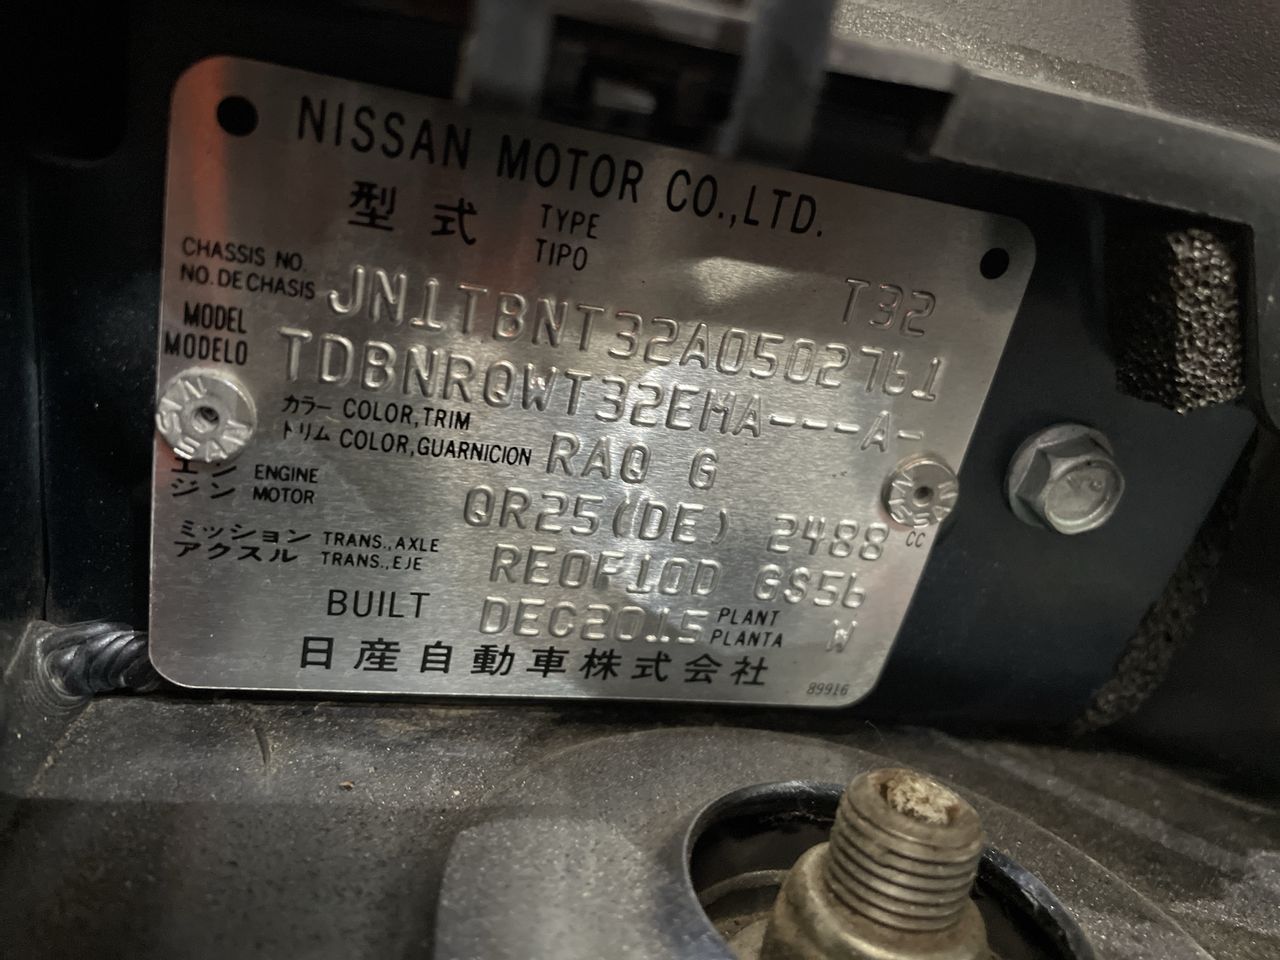 NISSAN MOTOR CO.,LTD.
型式 TYPE TIPO T32
CHASSIS NO. NO. DE CHASIS JN1TBNT32A0502761
MODEL MODELO TDBNRQWT32EMA---A-
カラー COLOR,TRIM
トリム COLOR,GUARNICION RAQ G
エン ENGINE
ジン MOTOR QR25(DE) 2488 CC
ミッション TRANS.,AXLE
アクスル TRANS.,EJE RE0F10D GS56
BUILT DEC2015 PLANT PLANTA W
日産自動車株式会社 89916